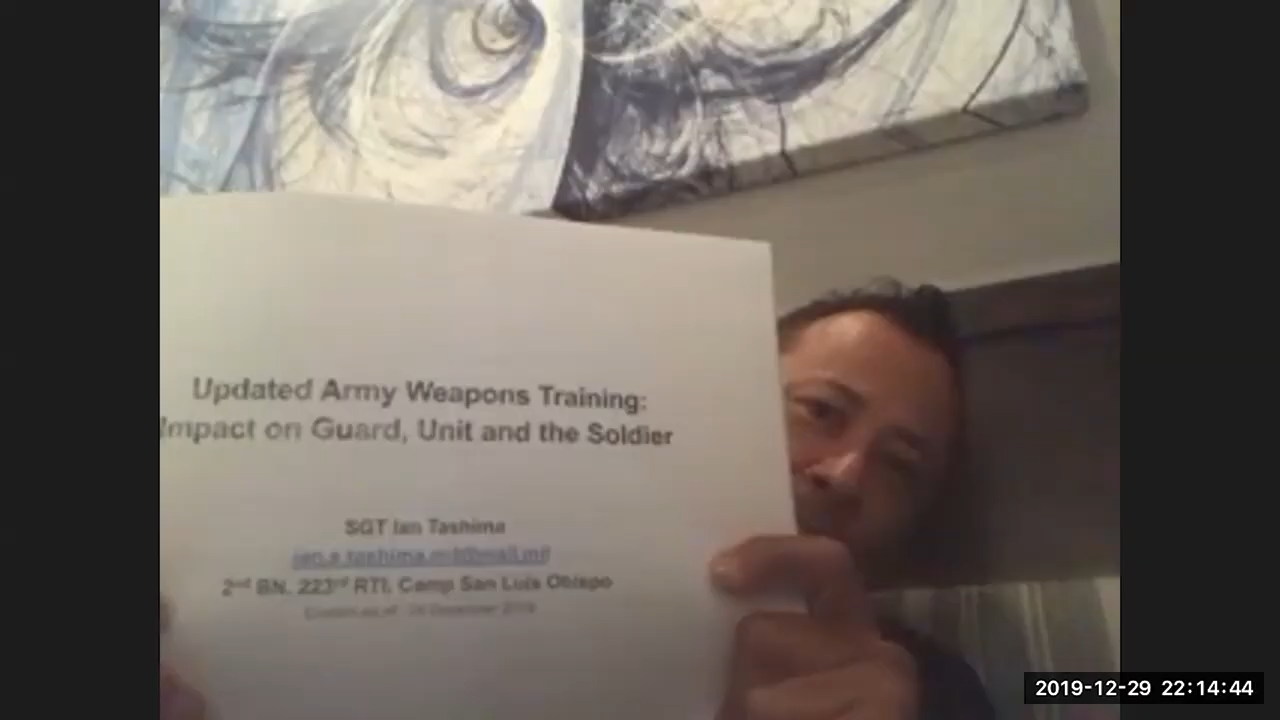 Updated Army Weapons Training:
Impact on Guard, Unit and the Soldier
SGT Ian Tashima
2nd BN. 223rd RTI, Camp San Luis Obispo
2019-12-29 22:14:44